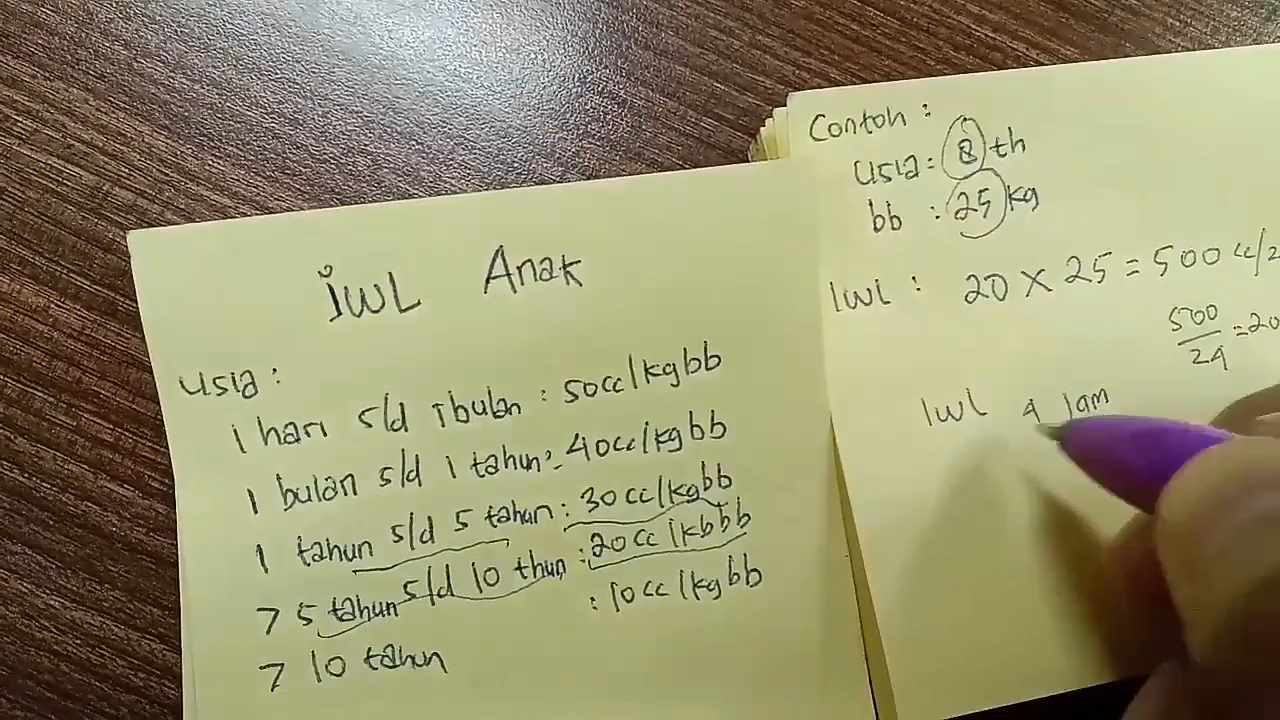 IWL Anak
Usia:
1 hari s/d 1 bulan : 50cc/kgbb
1 bulan s/d 1 tahun : 40cc/kgbb
1 tahun s/d 5 tahun : 30cc/kgbb
> 5 tahun s/d 10 thun : 20cc/kbbb
> 10 tahun : 10cc/kgbb
Contoh :
Usia : 8 th
bb : 25 kg
IWL : 20 x 25 = 500 cc/2
500/24 = 20
IWL 4 Jam